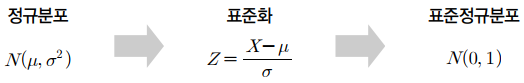 정규분포 표준화 표준정규분포
N(μ, σ²) Z = (X−μ)/σ N(0, 1)